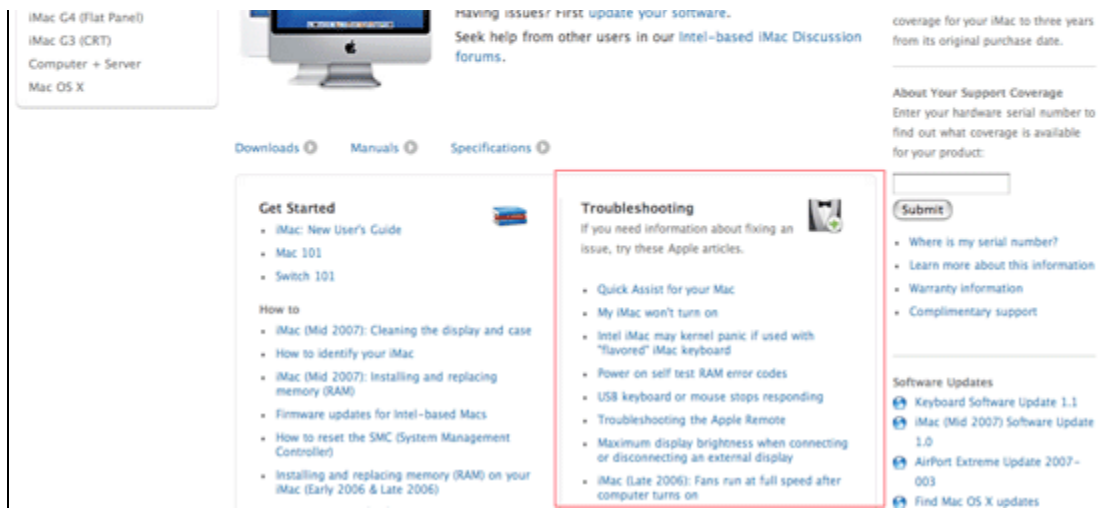 iMac G4 (Flat Panel)
iMac G3 (CRT)
Computer + Server
Mac OS X
Having issues? First update your software.
Seek help from other users in our Intel-based iMac Discussion
forums.
Downloads
Manuals
Specifications
Get Started
iMac: New User's Guide
Mac 101
Switch 101
How to
iMac (Mid 2007): Cleaning the display and case
How to identify your iMac
iMac (Mid 2007): Installing and replacing
memory (RAM)
Firmware updates for Intel-based Macs
How to reset the SMC (System Management
Controller)
Installing and replacing memory (RAM) on your
iMac (Early 2006 & Late 2006)
Troubleshooting
If you need information about fixing an
issue, try these Apple articles.
Quick Assist for your Mac
My iMac won't turn on
Intel iMac may kernel panic if used with
"flavored" iMac keyboard
Power on self test RAM error codes
USB keyboard or mouse stops responding
Troubleshooting the Apple Remote
Maximum display brightness when connecting
or disconnecting an external display
iMac (Late 2006): Fans run at full speed after
computer turns on
coverage for your iMac to three years
from its original purchase date.
About Your Support Coverage
Enter your hardware serial number to
find out what coverage is available
for your product:
Submit
Where is my serial number?
Learn more about this information
Warranty information
Complimentary support
Software Updates
Keyboard Software Update 1.1
iMac (Mid 2007) Software Update
1.0
AirPort Extreme Update 2007-
003
Find Mac OS X updates